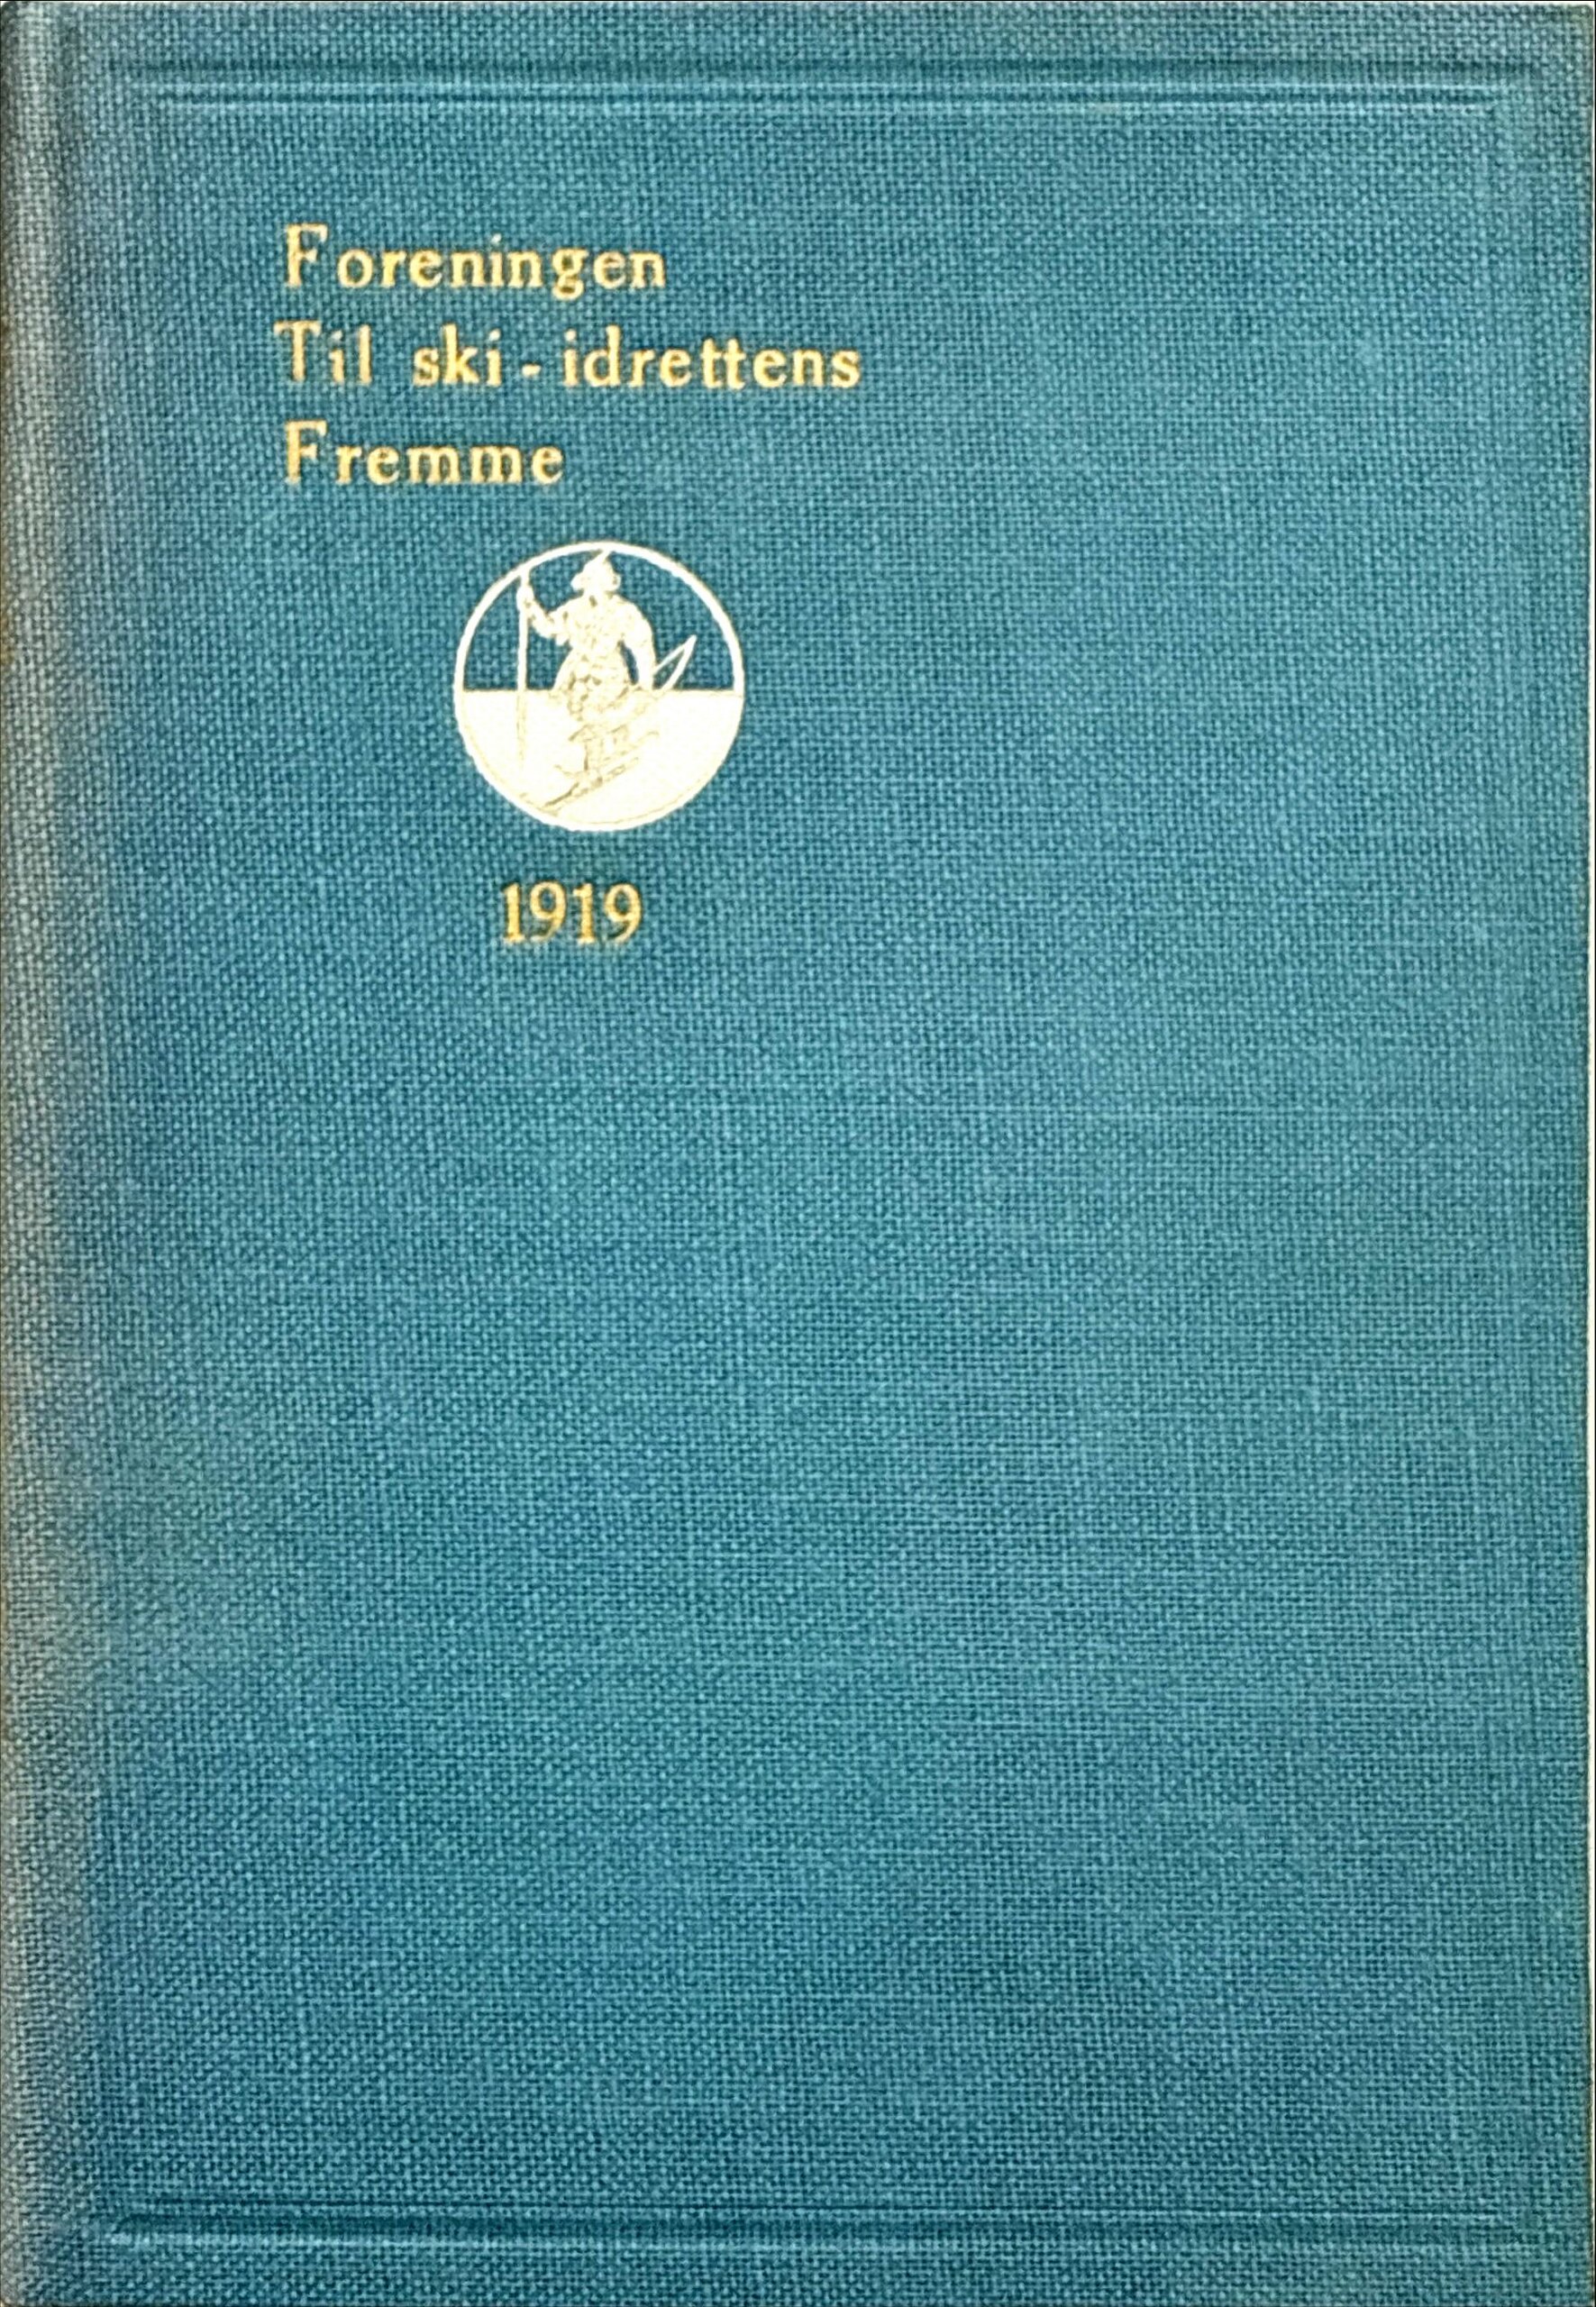 Foreningen
Til ski-idrettens
Fremme
1919